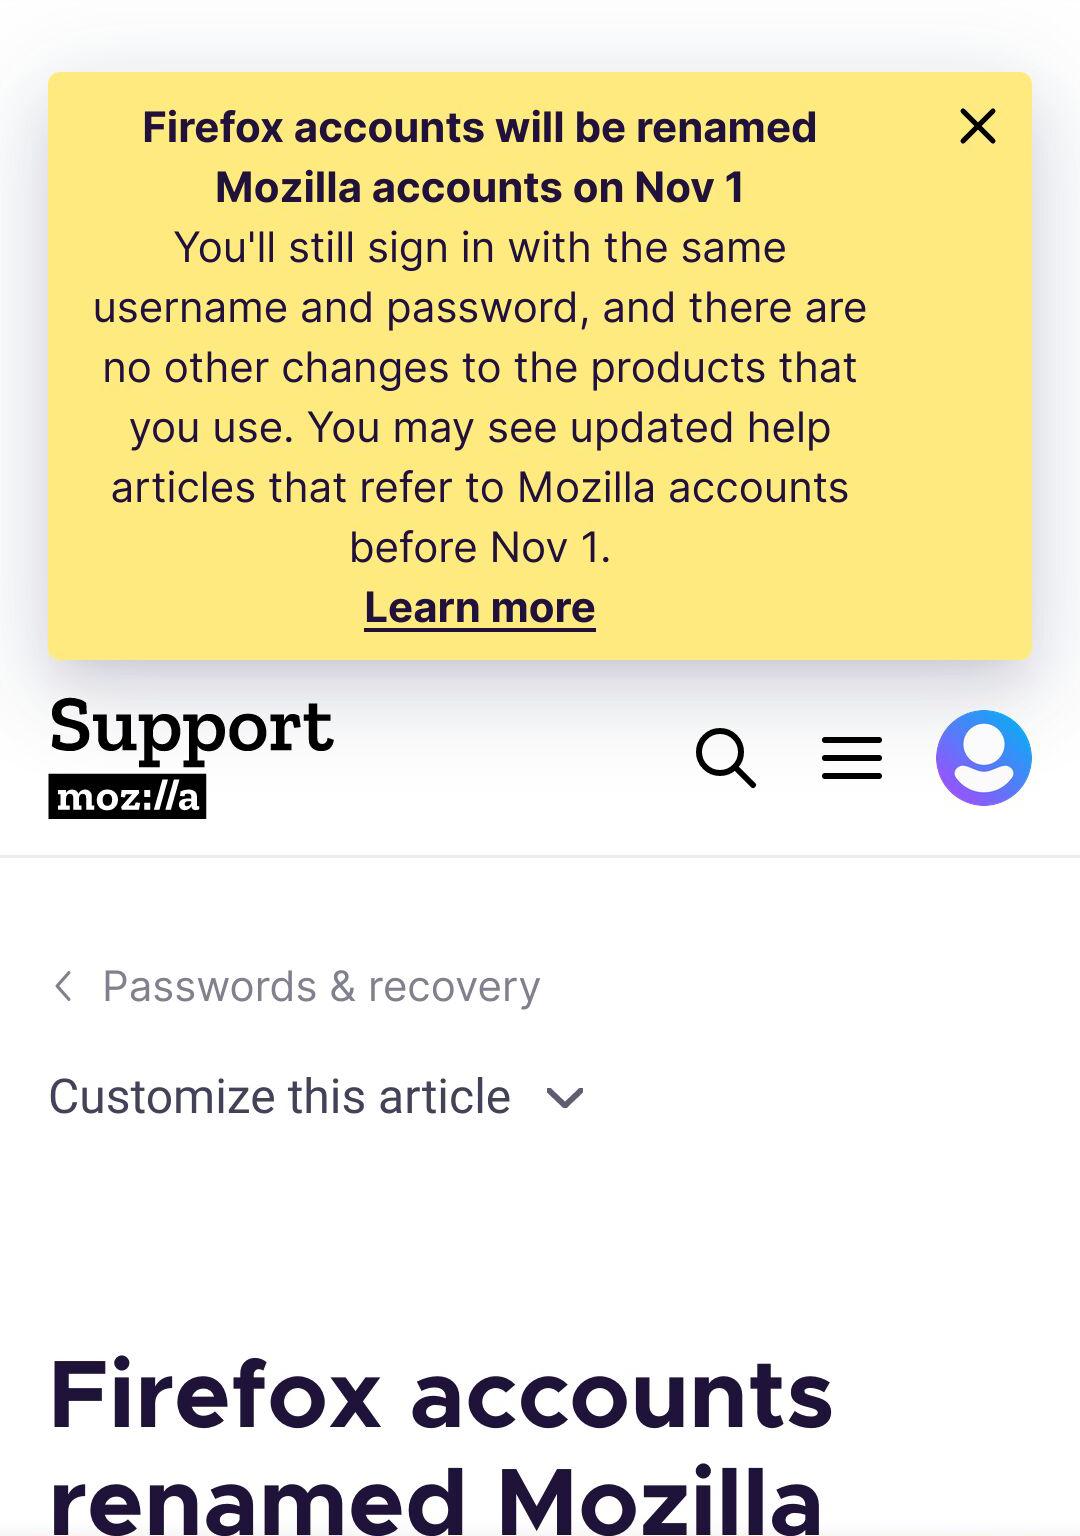 Firefox accounts will be renamed
Mozilla accounts on Nov 1
You'll still sign in with the same
username and password, and there are
no other changes to the products that
you use. You may see updated help
articles that refer to Mozilla accounts
before Nov 1.
Learn more
Support
moz://a
Passwords & recovery
Customize this article
Firefox accounts
renamed Mozilla